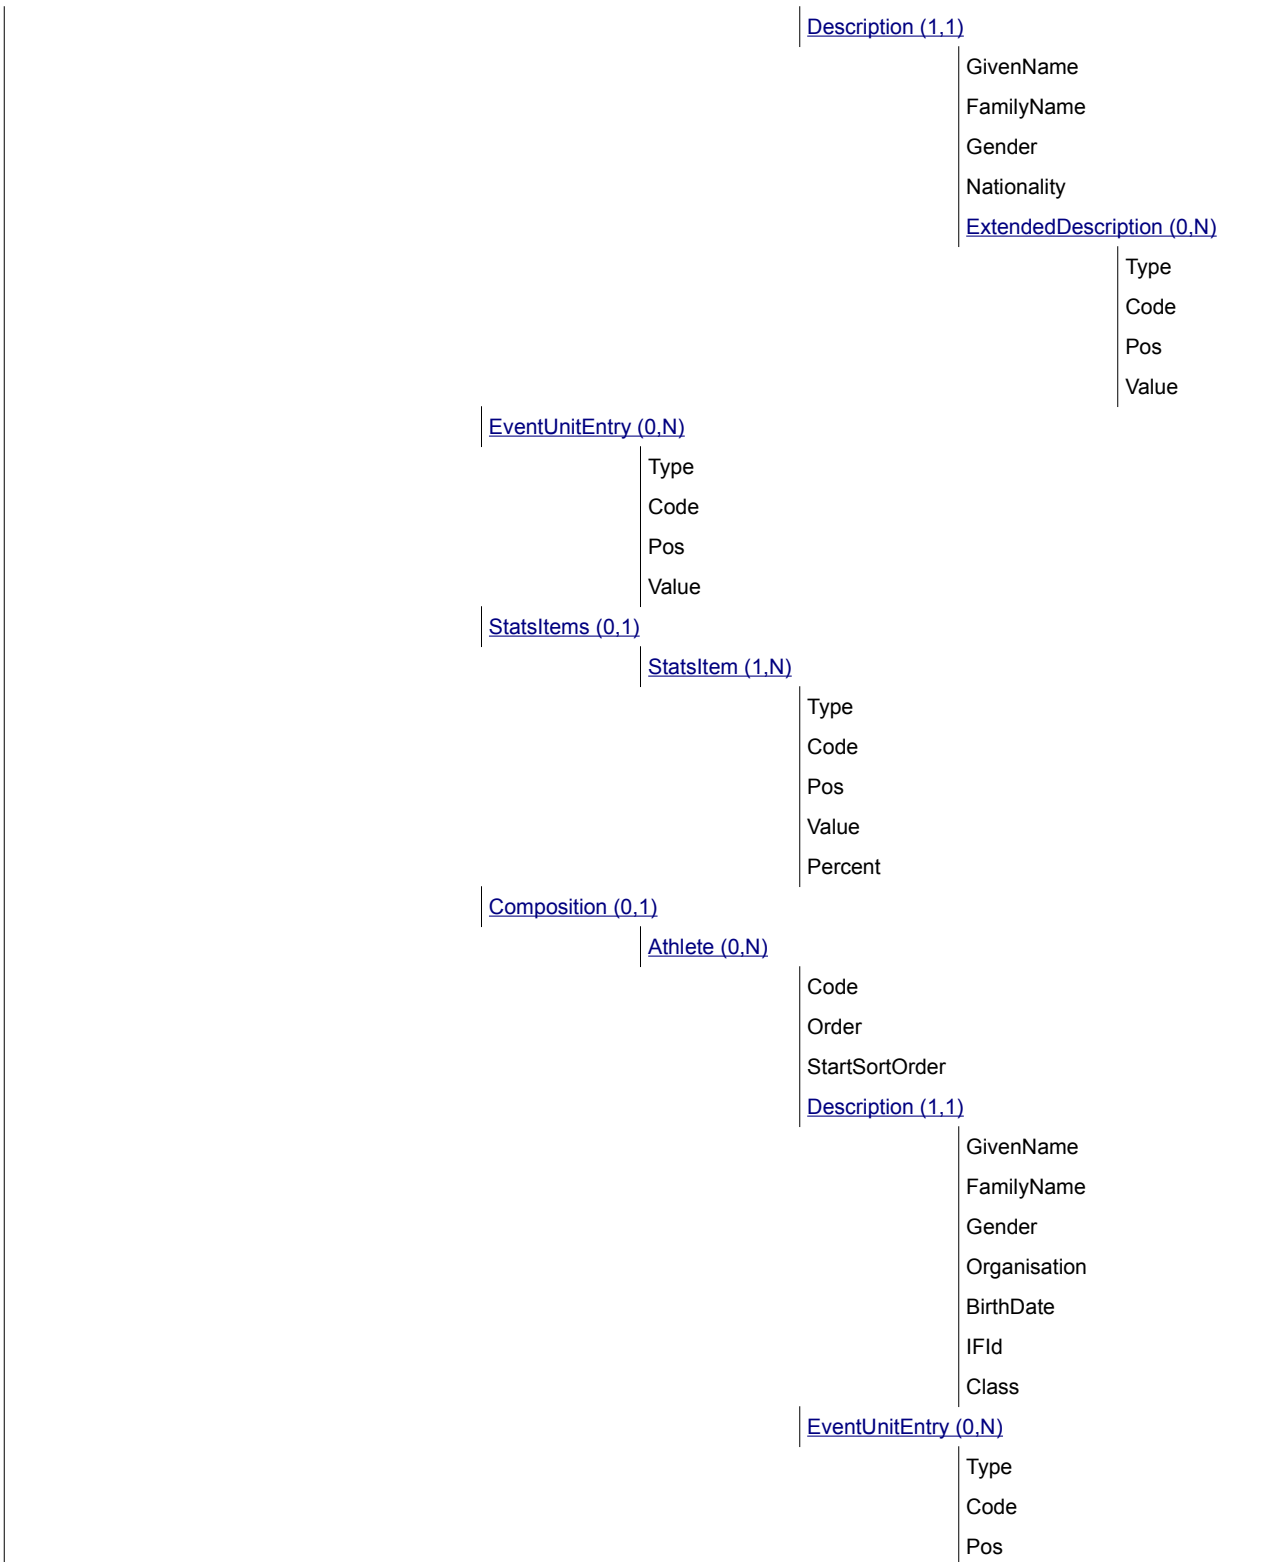 Description (1,1)
GivenName
FamilyName
Gender
Nationality
ExtendedDescription (0,N)
Type
Code
Pos
Value
EventUnitEntry (0,N)
Type
Code
Pos
Value
StatsItems (0,1)
StatsItem (1,N)
Type
Code
Pos
Value
Percent
Composition (0,1)
Athlete (0,N)
Code
Order
StartSortOrder
Description (1,1)
GivenName
FamilyName
Gender
Organisation
BirthDate
IFId
Class
EventUnitEntry (0,N)
Type
Code
Pos